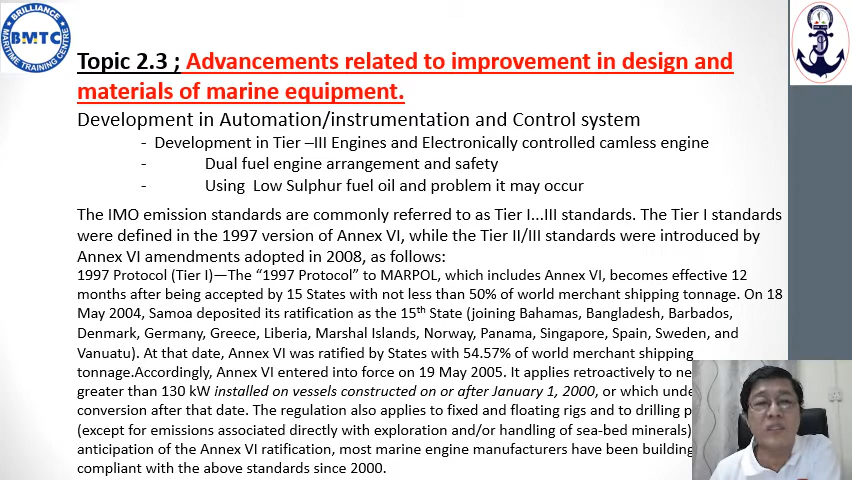 BRILLIANCE
BMTC
MARITIME TRAINING CENTRE
Topic 2.3 ; Advancements related to improvement in design and
materials of marine equipment.
Development in Automation/instrumentation and Control system
- Development in Tier –III Engines and Electronically controlled camless engine
- Dual fuel engine arrangement and safety
- Using Low Sulphur fuel oil and problem it may occur
The IMO emission standards are commonly referred to as Tier I...III standards. The Tier I standards
were defined in the 1997 version of Annex VI, while the Tier II/III standards were introduced by
Annex VI amendments adopted in 2008, as follows:
1997 Protocol (Tier I)—The “1997 Protocol” to MARPOL, which includes Annex VI, becomes effective 12
months after being accepted by 15 States with not less than 50% of world merchant shipping tonnage. On 18
May 2004, Samoa deposited its ratification as the 15th State (joining Bahamas, Bangladesh, Barbados,
Denmark, Germany, Greece, Liberia, Marshal Islands, Norway, Panama, Singapore, Spain, Sweden, and
Vanuatu). At that date, Annex VI was ratified by States with 54.57% of world merchant shipping
tonnage.Accordingly, Annex VI entered into force on 19 May 2005. It applies retroactively to ne
greater than 130 kW installed on vessels constructed on or after January 1, 2000, or which unde
conversion after that date. The regulation also applies to fixed and floating rigs and to drilling p
(except for emissions associated directly with exploration and/or handling of sea-bed minerals)
anticipation of the Annex VI ratification, most marine engine manufacturers have been building
compliant with the above standards since 2000.